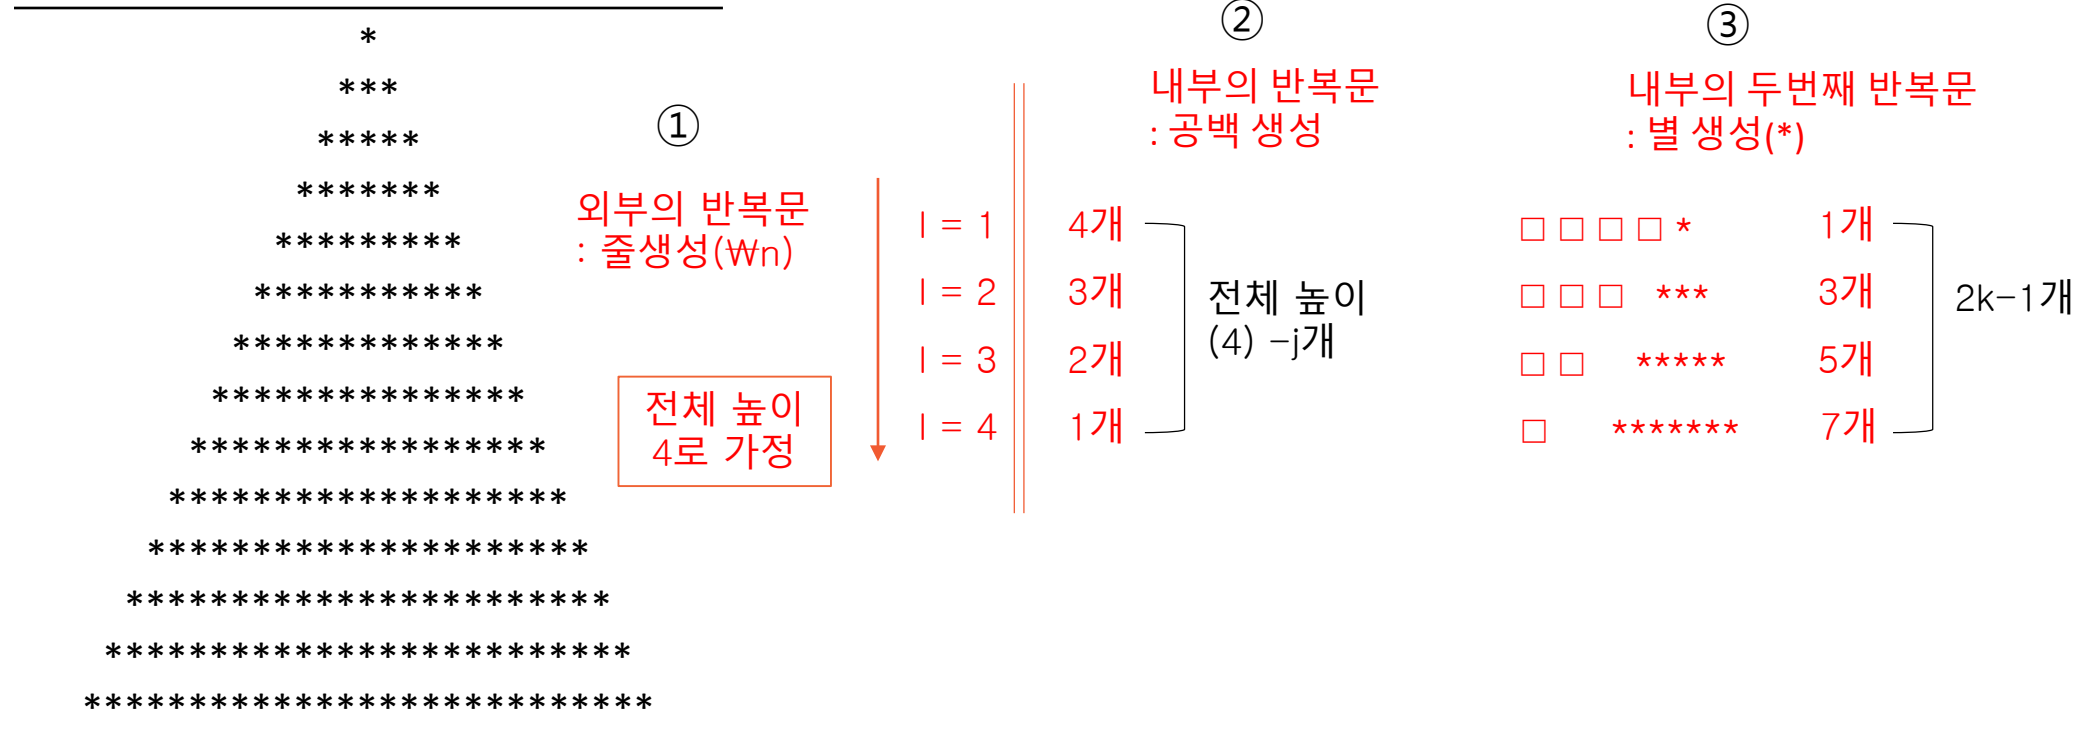 *
***
*****
*******
*********
***********
*************
***************
*****************
*******************
*********************
***********************
*************************
***************************
①
외부의 반복문
: 줄생성(₩n)
전체 높이
4로 가정
②
내부의 반복문
: 공백 생성
③
내부의 두번째 반복문
: 별 생성(*)
I = 1 4개 □ □ □ □ * 1개
I = 2 3개 □ □ □ *** 3개
I = 3 2개 □ □ ***** 5개
I = 4 1개 □ ******* 7개
전체 높이
(4) -j개
2k-1개